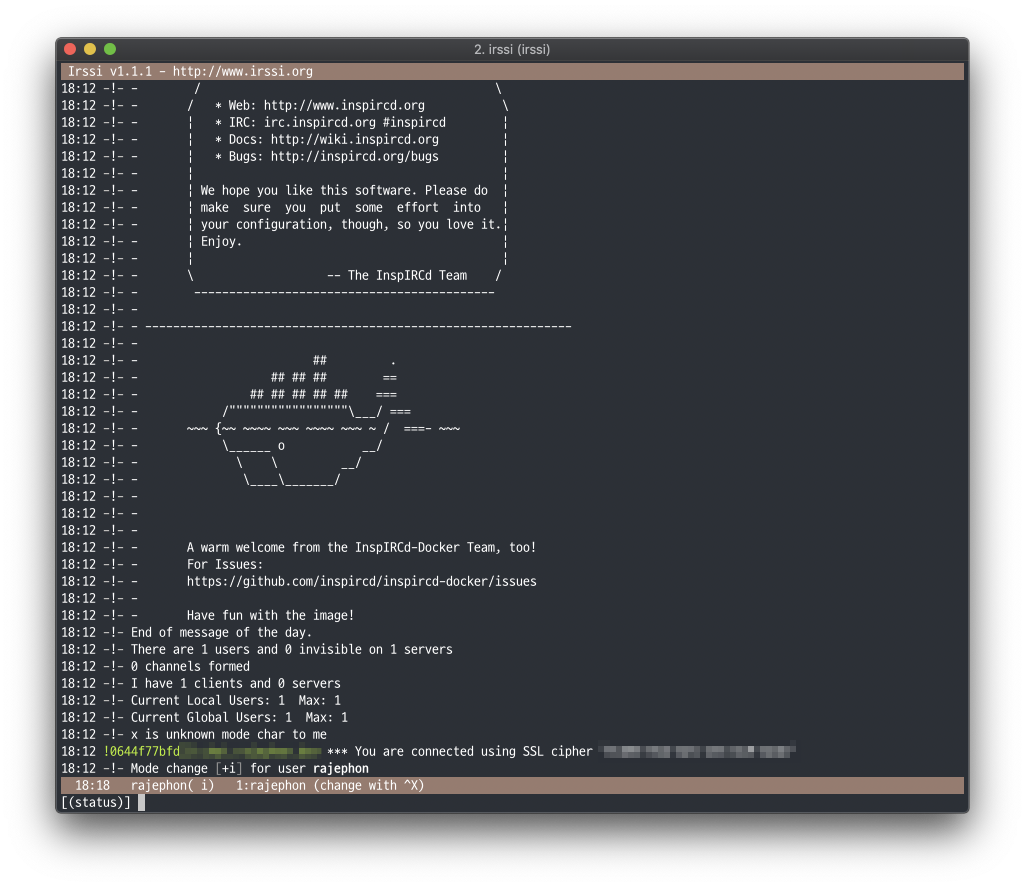 2. irssi (irssi)
Irssi v1.1.1 - http://www.irssi.org
18:12 -!- -        /                                          \
18:12 -!- -       /   * Web: http://www.inspircd.org           \
18:12 -!- -       ¦   * IRC: irc.inspircd.org #inspircd        ¦
18:12 -!- -       ¦   * Docs: http://wiki.inspircd.org         ¦
18:12 -!- -       ¦   * Bugs: http://inspircd.org/bugs         ¦
18:12 -!- -       ¦                                            ¦
18:12 -!- -       ¦ We hope you like this software. Please do  ¦
18:12 -!- -       ¦ make  sure  you  put  some  effort  into   ¦
18:12 -!- -       ¦ your configuration, though, so you love it.¦
18:12 -!- -       ¦ Enjoy.                                     ¦
18:12 -!- -       ¦                                            ¦
18:12 -!- -       \                   -- The InspIRCd Team    /
18:12 -!- -        -------------------------------------------
18:12 -!- -
18:12 -!- - -------------------------------------------------------------
18:12 -!- -
18:12 -!- -                         ##         .
18:12 -!- -                   ## ## ##        ==
18:12 -!- -                ## ## ## ## ##    ===
18:12 -!- -            /"""""""""""""""""\___/ ===
18:12 -!- -       ~~~ {~~ ~~~~ ~~~ ~~~~ ~~~ ~ /  ===- ~~~
18:12 -!- -            \______ o           __/
18:12 -!- -              \    \         __/
18:12 -!- -               \____\_______/
18:12 -!- -
18:12 -!- -
18:12 -!- -
18:12 -!- -       A warm welcome from the InspIRCd-Docker Team, too!
18:12 -!- -       For Issues:
18:12 -!- -       https://github.com/inspircd/inspircd-docker/issues
18:12 -!- -
18:12 -!- -       Have fun with the image!
18:12 -!- End of message of the day.
18:12 -!- There are 1 users and 0 invisible on 1 servers
18:12 -!- 0 channels formed
18:12 -!- I have 1 clients and 0 servers
18:12 -!- Current Local Users: 1  Max: 1
18:12 -!- Current Global Users: 1  Max: 1
18:12 -!- x is unknown mode char to me
18:12 !0644f77bfd *** You are connected using SSL cipher
18:12 -!- Mode change [+i] for user rajephon
18:18   rajephon( i)   1:rajephon (change with ^X)
[(status)]